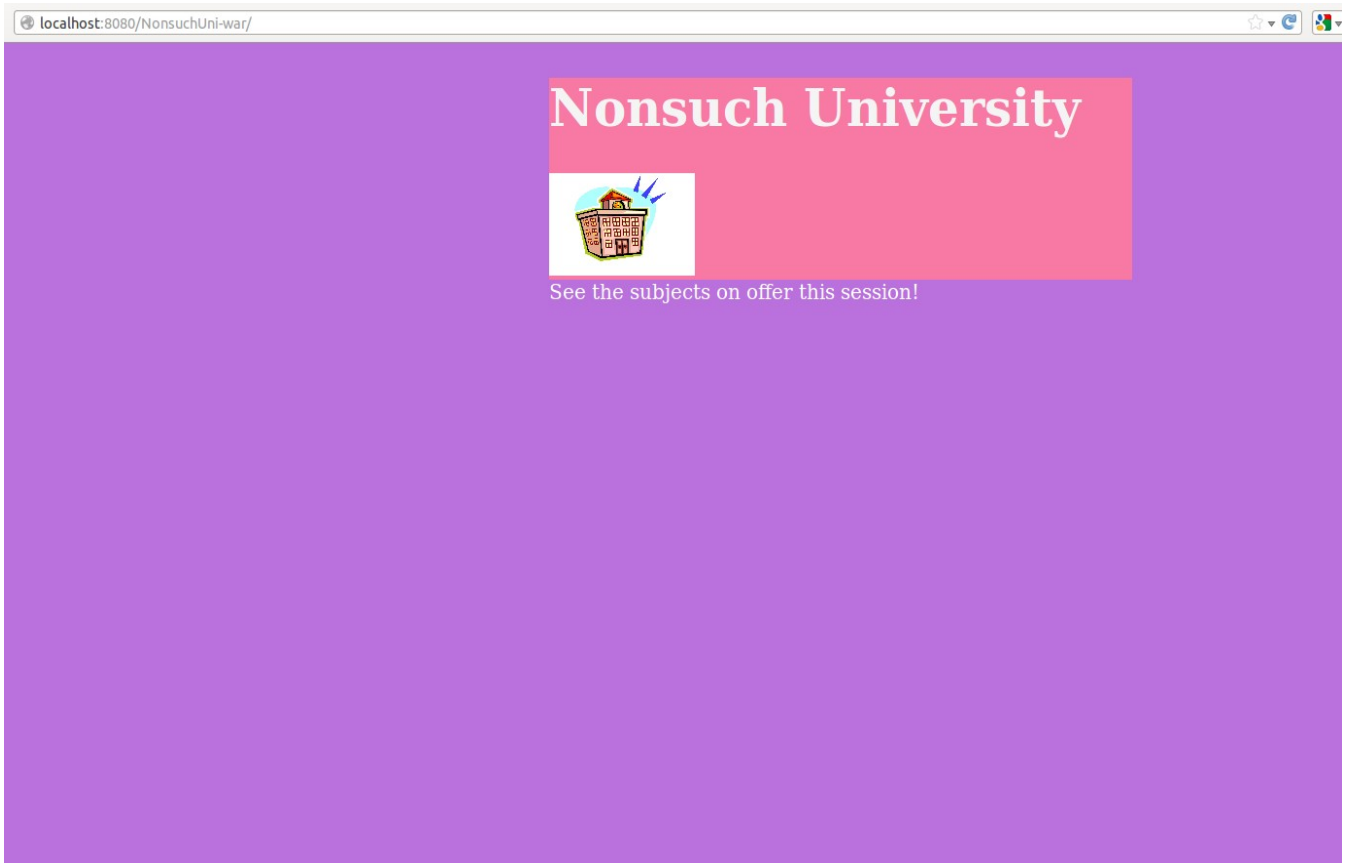 localhost:8080/NonsuchUni-war/
Nonsuch University
See the subjects on offer this session!